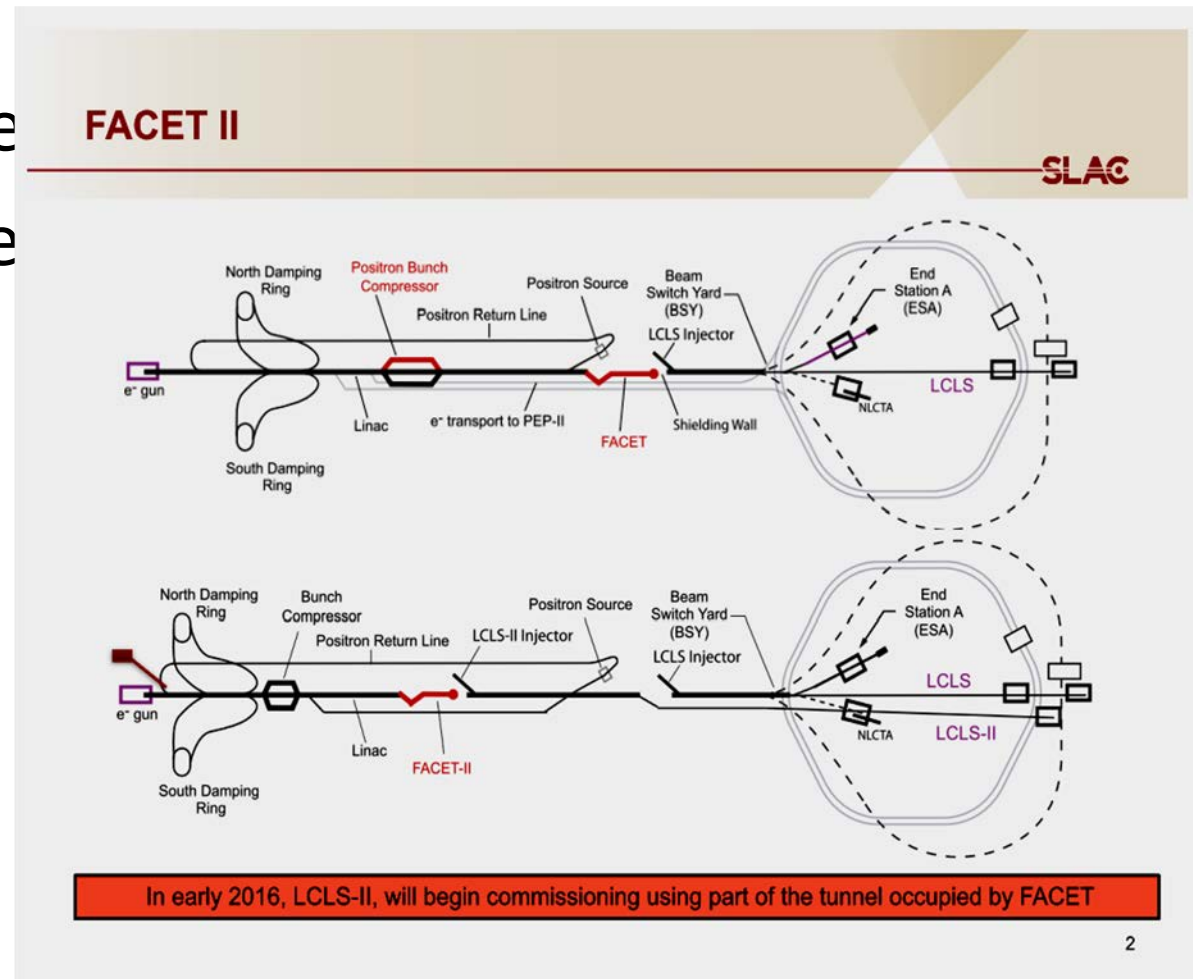 e
e
FACET II
SLAC
North Damping
Ring
Positron Bunch
Compressor
Positron Return Line
Positron Source
Beam
Switch Yard
(BSY)
LCLS Injector
End
Station A
(ESA)
e- gun
Linac
e- transport to PEP-II
FACET
Shielding Wall
NLCTA
LCLS
South Damping
Ring
North Damping
Ring
Bunch
Compressor
Positron Return Line
LCLS-II Injector
Positron Source
Beam
Switch Yard
(BSY)
LCLS Injector
End
Station A
(ESA)
LCLS
e- gun
Linac
FACET-II
NLCTA
LCLS-II
South Damping
Ring
In early 2016, LCLS-II, will begin commissioning using part of the tunnel occupied by FACET
2